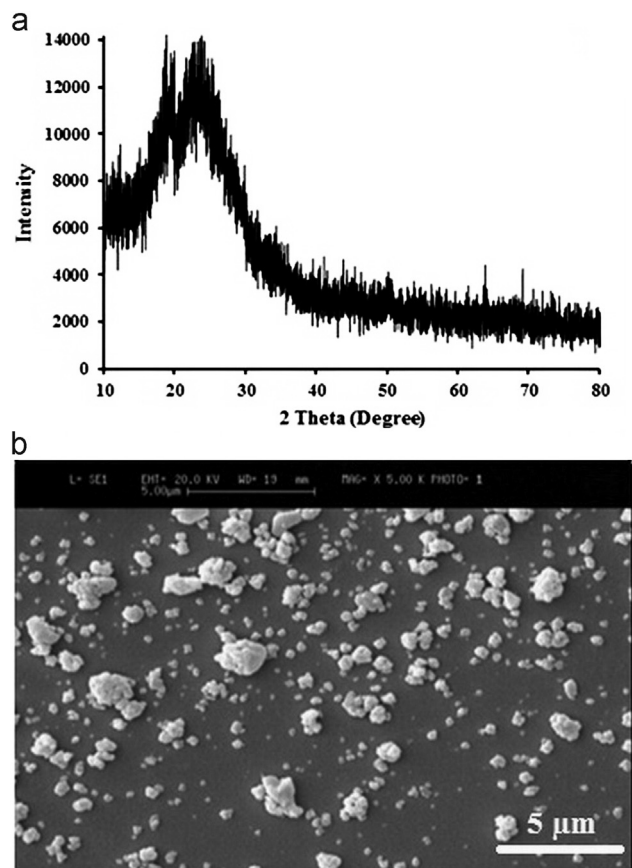 a
14000
12000
10000
8000
6000
4000
2000
0
Intensity
10 20 30 40 50 60 70 80
2 Theta (Degree)
b
L= SE1 EHT= 20.0 KV WD= 19 mm MAG= X 5.00 K PHOTO= 1
5.00µm
5 µm